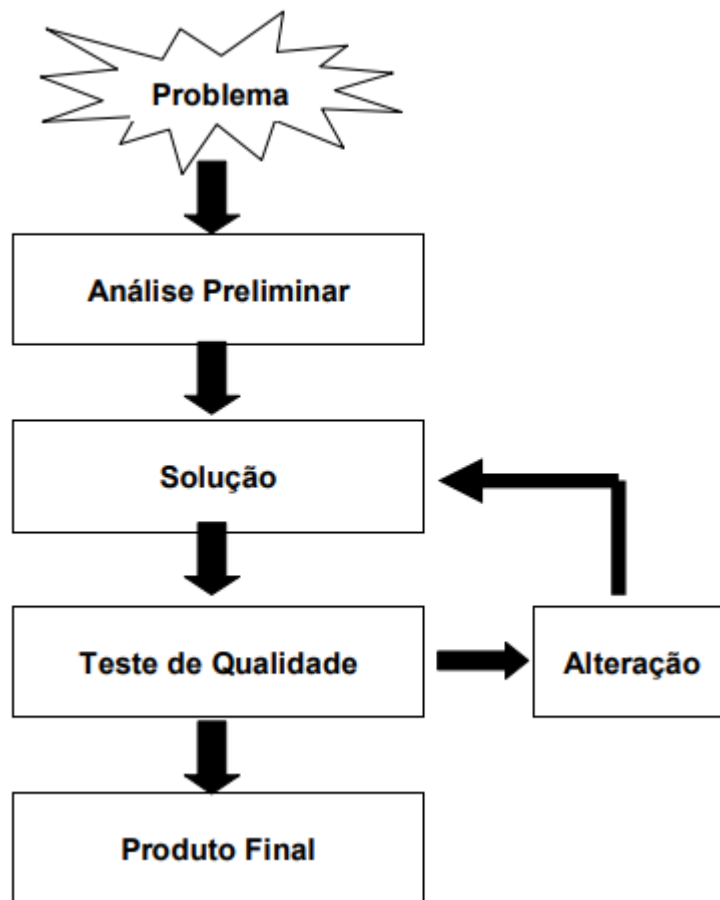 Problema
Análise Preliminar
Solução
Teste de Qualidade
Alteração
Produto Final